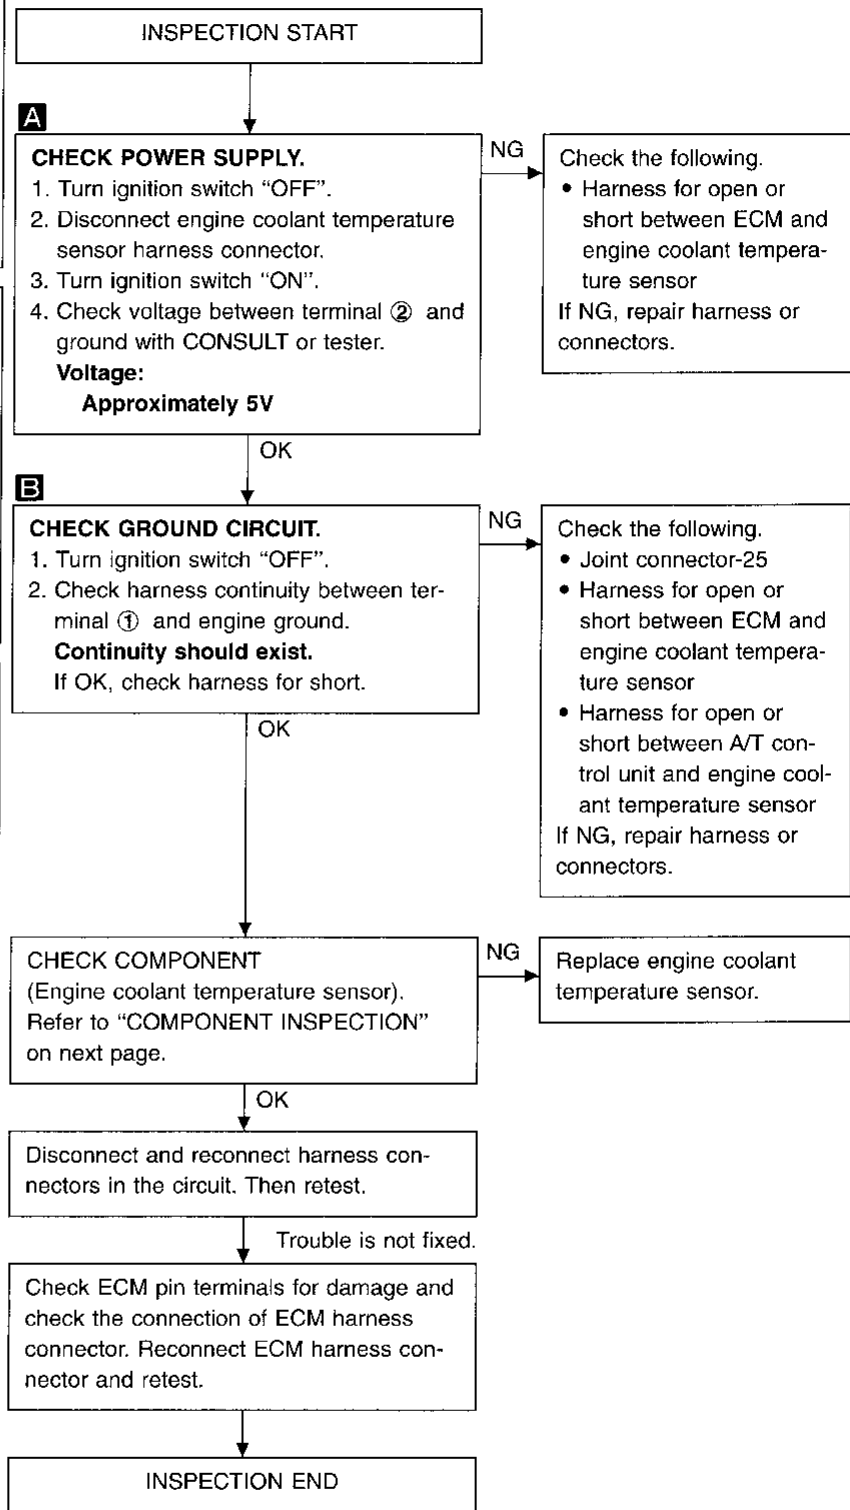 INSPECTION START
A
CHECK POWER SUPPLY.
1. Turn ignition switch “OFF”.
2. Disconnect engine coolant temperature
sensor harness connector.
3. Turn ignition switch “ON”.
4. Check voltage between terminal ② and
ground with CONSULT or tester.
Voltage:
Approximately 5V
NG
Check the following.
• Harness for open or
short between ECM and
engine coolant tempera-
ture sensor
If NG, repair harness or
connectors.
OK
B
CHECK GROUND CIRCUIT.
1. Turn ignition switch “OFF”.
2. Check harness continuity between ter-
minal ① and engine ground.
Continuity should exist.
If OK, check harness for short.
NG
Check the following.
• Joint connector-25
• Harness for open or
short between ECM and
engine coolant tempera-
ture sensor
• Harness for open or
short between A/T con-
trol unit and engine cool-
ant temperature sensor
If NG, repair harness or
connectors.
OK
CHECK COMPONENT
(Engine coolant temperature sensor).
Refer to “COMPONENT INSPECTION”
on next page.
NG
Replace engine coolant
temperature sensor.
OK
Disconnect and reconnect harness con-
nectors in the circuit. Then retest.
Trouble is not fixed.
Check ECM pin terminals for damage and
check the connection of ECM harness
connector. Reconnect ECM harness con-
nector and retest.
INSPECTION END